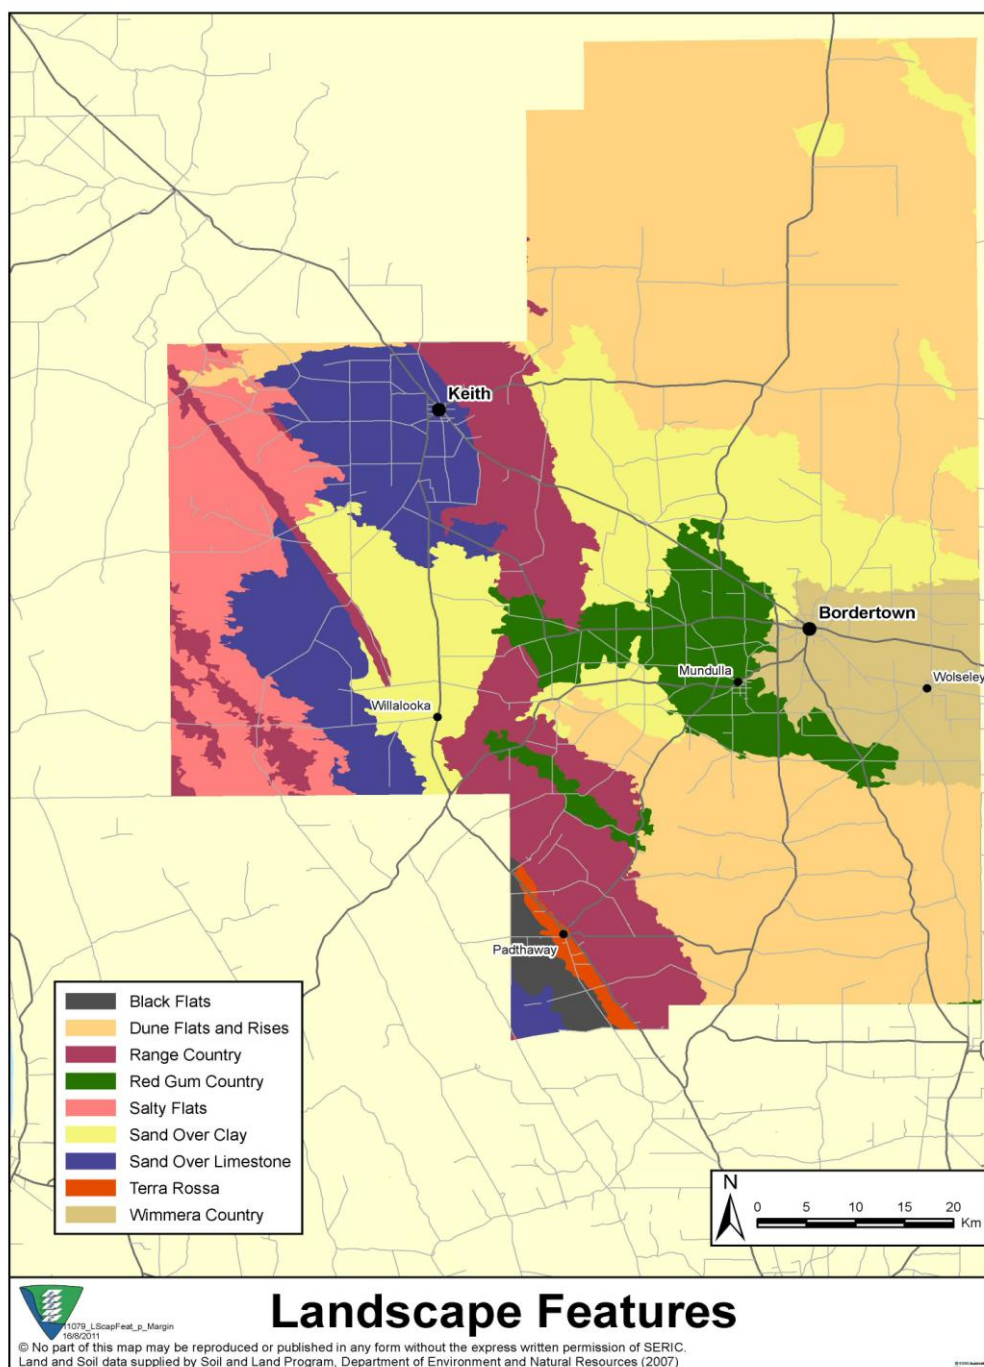 Keith
Bordertown
Mundulla
Wolseley
Willalooka
Padthaway
Black Flats
Dune Flats and Rises
Range Country
Red Gum Country
Salty Flats
Sand Over Clay
Sand Over Limestone
Terra Rossa
Wimmera Country
N
0 5 10 15 20
Km
Landscape Features
11079_LScapFeat_p_Margin
16/8/2011
© No part of this map may be reproduced or published in any form without the express written permission of SERIC.
Land and Soil data supplied by Soil and Land Program, Department of Environment and Natural Resources (2007)